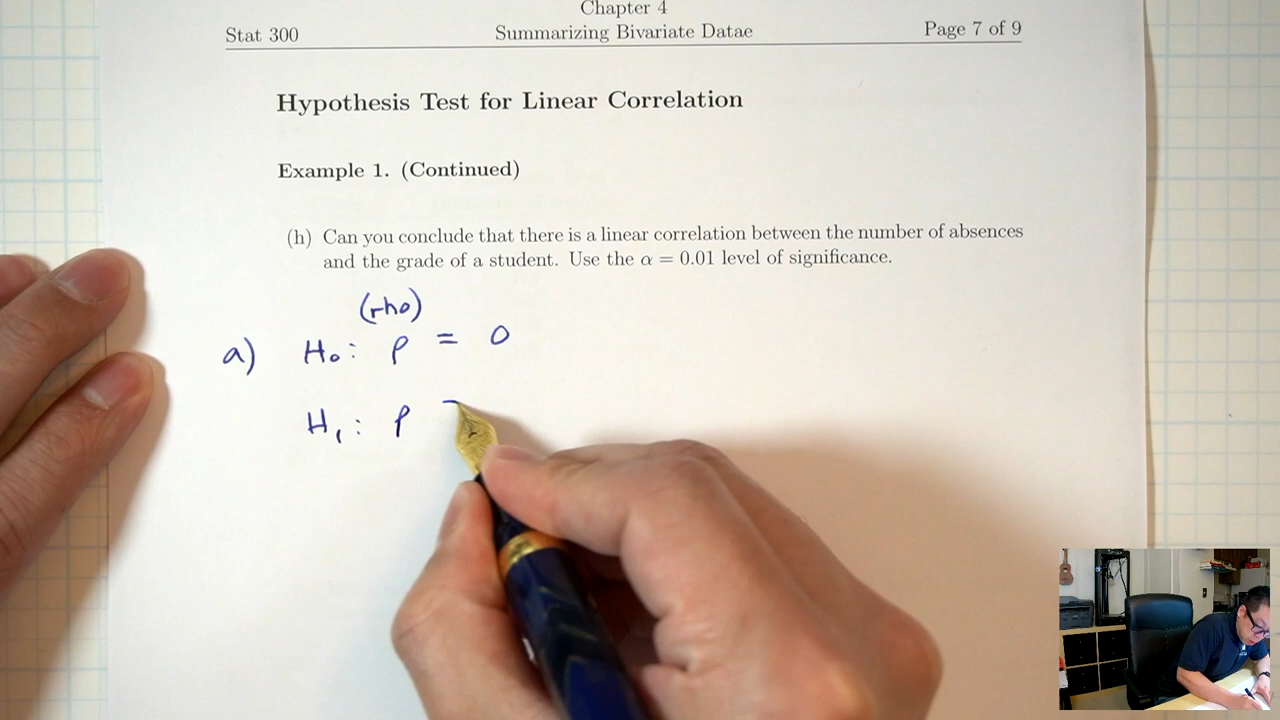 Chapter 4
Stat 300 Summarizing Bivariate Datae Page 7 of 9
Hypothesis Test for Linear Correlation
Example 1. (Continued)
(h) Can you conclude that there is a linear correlation between the number of absences
and the grade of a student. Use the α = 0.01 level of significance.
(rho)
a) H₀: ρ = 0
H₁: ρ